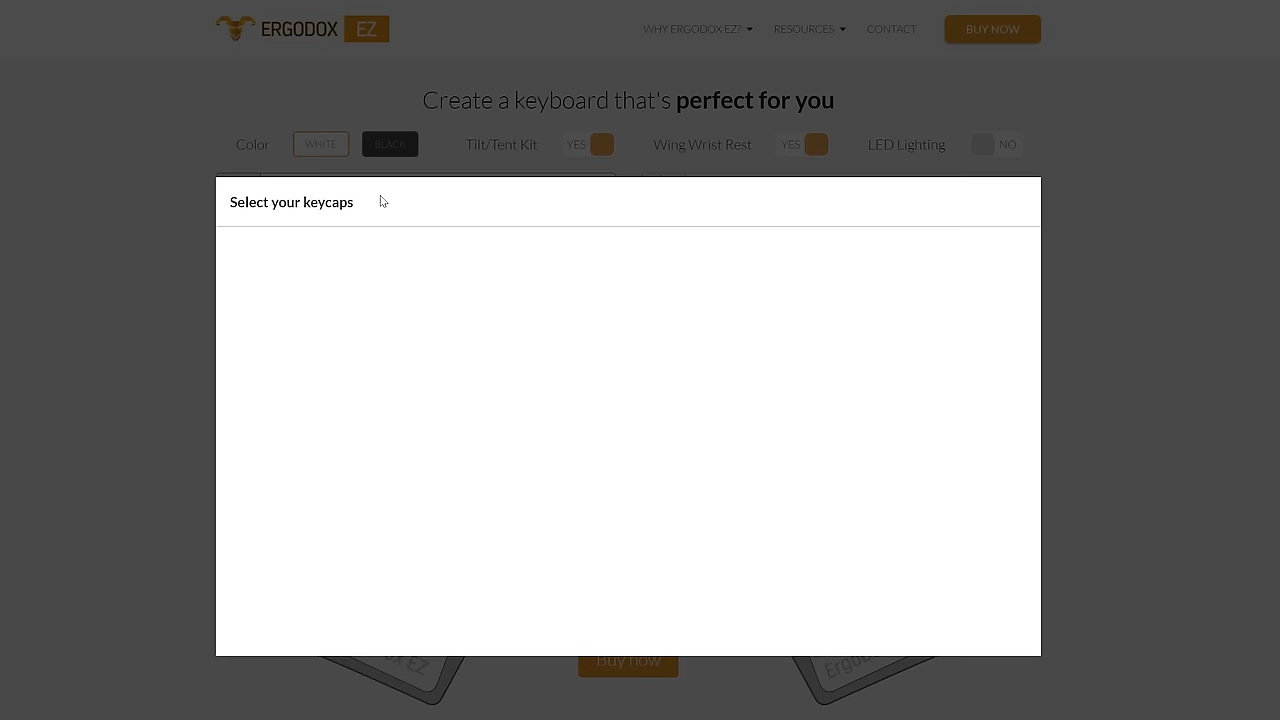 ERGODOX EZ
WHY ERGODOX EZ? RESOURCES CONTACT BUY NOW
Create a keyboard that's perfect for you
Color WHITE BLACK Tilt/Tent Kit YES Wing Wrist Rest YES LED Lighting NO
Select your keycaps
Buy now